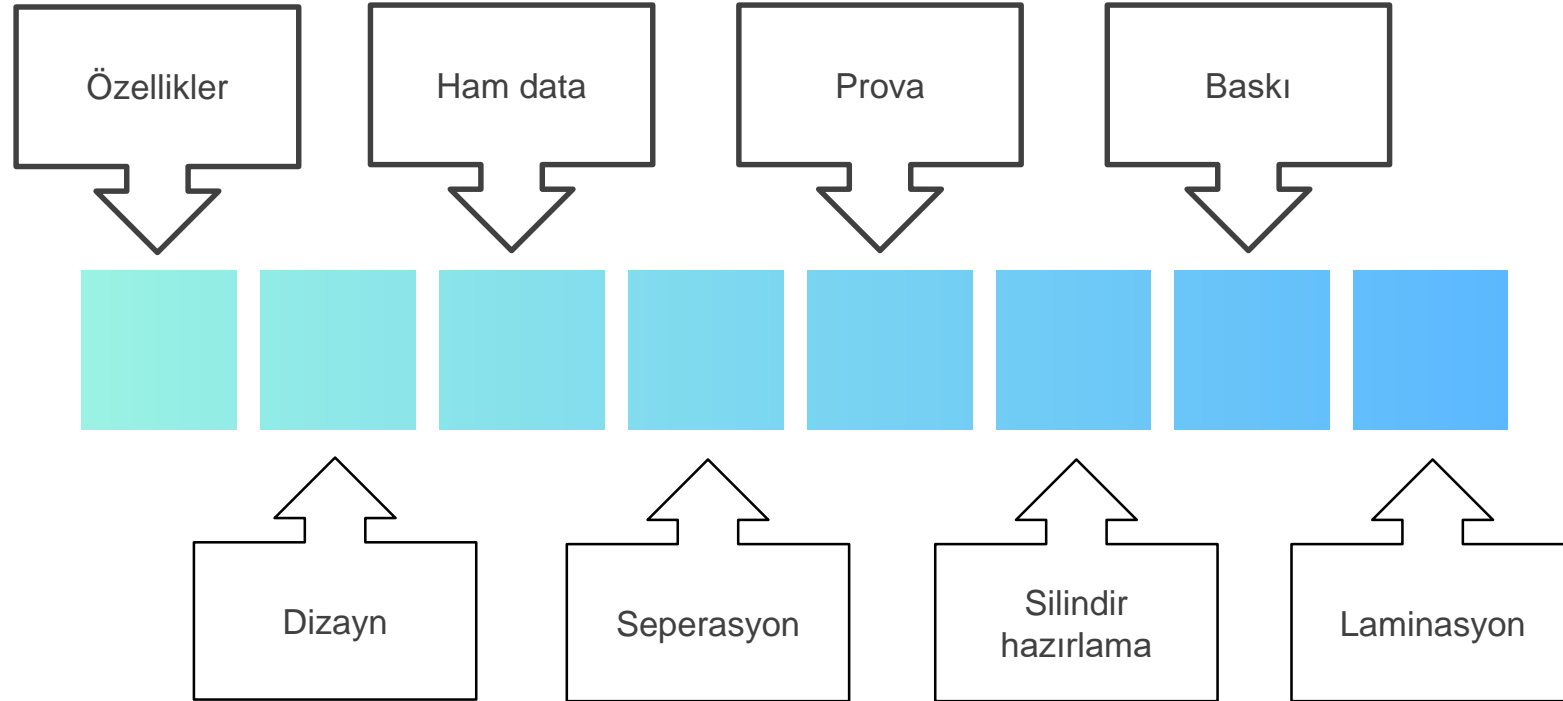 Özellikler
Ham data
Prova
Baskı
Dizayn
Seperasyon
Silindir
hazırlama
Laminasyon